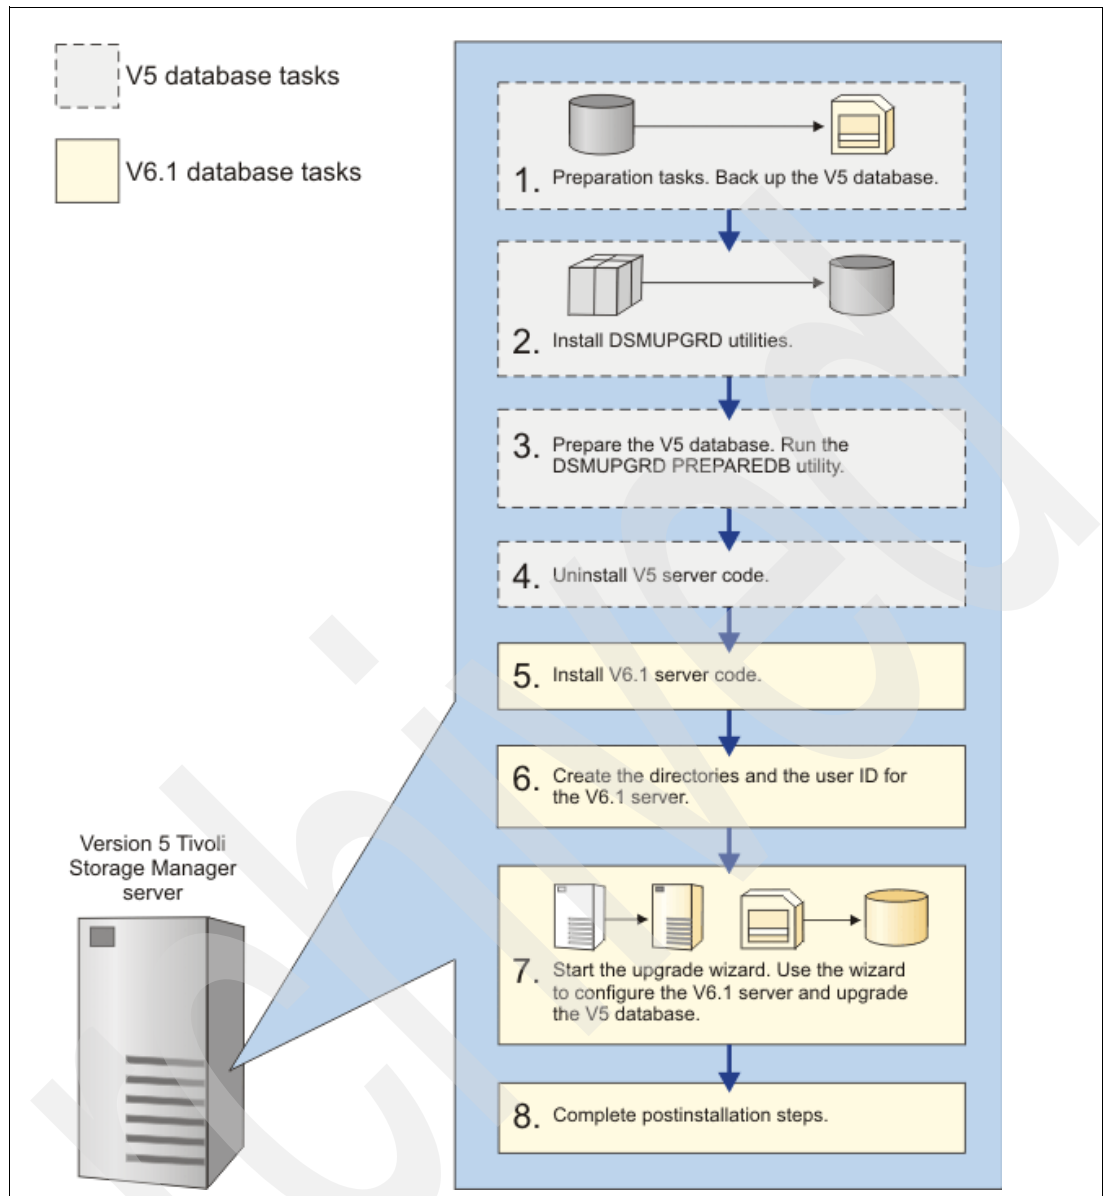 V5 database tasks
V6.1 database tasks
1. Preparation tasks. Back up the V5 database.
2. Install DSMUPGRD utilities.
3. Prepare the V5 database. Run the
DSMUPGRD PREPAREDB utility.
4. Uninstall V5 server code.
5. Install V6.1 server code.
6. Create the directories and the user ID for
the V6.1 server.
7. Start the upgrade wizard. Use the wizard
to configure the V6.1 server and upgrade
the V5 database.
8. Complete postinstallation steps.
Version 5 Tivoli
Storage Manager
server